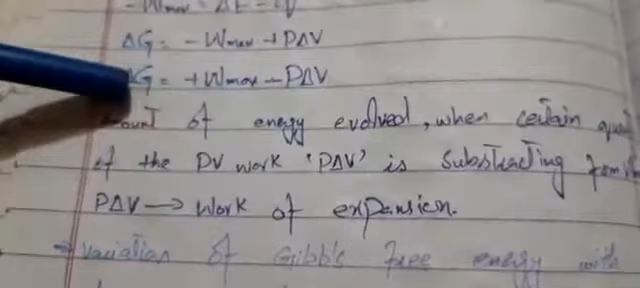 ΔG = - Wmax + PΔV
G = + Wmax - PΔV
of energy evolved, when certain
of the PV work 'PΔV' is substracting from
PΔV → Work of expansion.
→ Variation of Gibb's free energy with